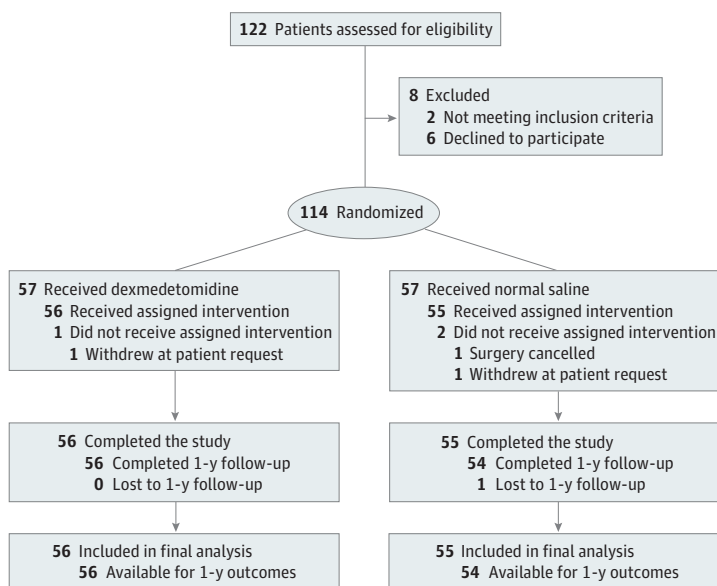 122 Patients assessed for eligibility
8 Excluded
2 Not meeting inclusion criteria
6 Declined to participate
114 Randomized
57 Received dexmedetomidine
56 Received assigned intervention
1 Did not receive assigned intervention
1 Withdrew at patient request
57 Received normal saline
55 Received assigned intervention
2 Did not receive assigned intervention
1 Surgery cancelled
1 Withdrew at patient request
56 Completed the study
56 Completed 1-y follow-up
0 Lost to 1-y follow-up
55 Completed the study
54 Completed 1-y follow-up
1 Lost to 1-y follow-up
56 Included in final analysis
56 Available for 1-y outcomes
55 Included in final analysis
54 Available for 1-y outcomes